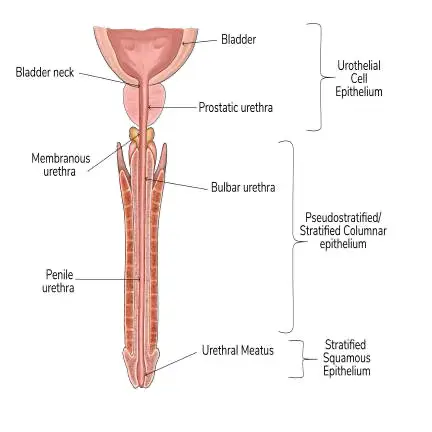 Bladder
Bladder neck
Urothelial
Cell
Epithelium
Prostatic urethra
Membranous
urethra
Bulbar urethra
Pseudostratified/
Stratified Columnar
epithelium
Penile
urethra
Urethral Meatus
Stratified
Squamous
Epithelium